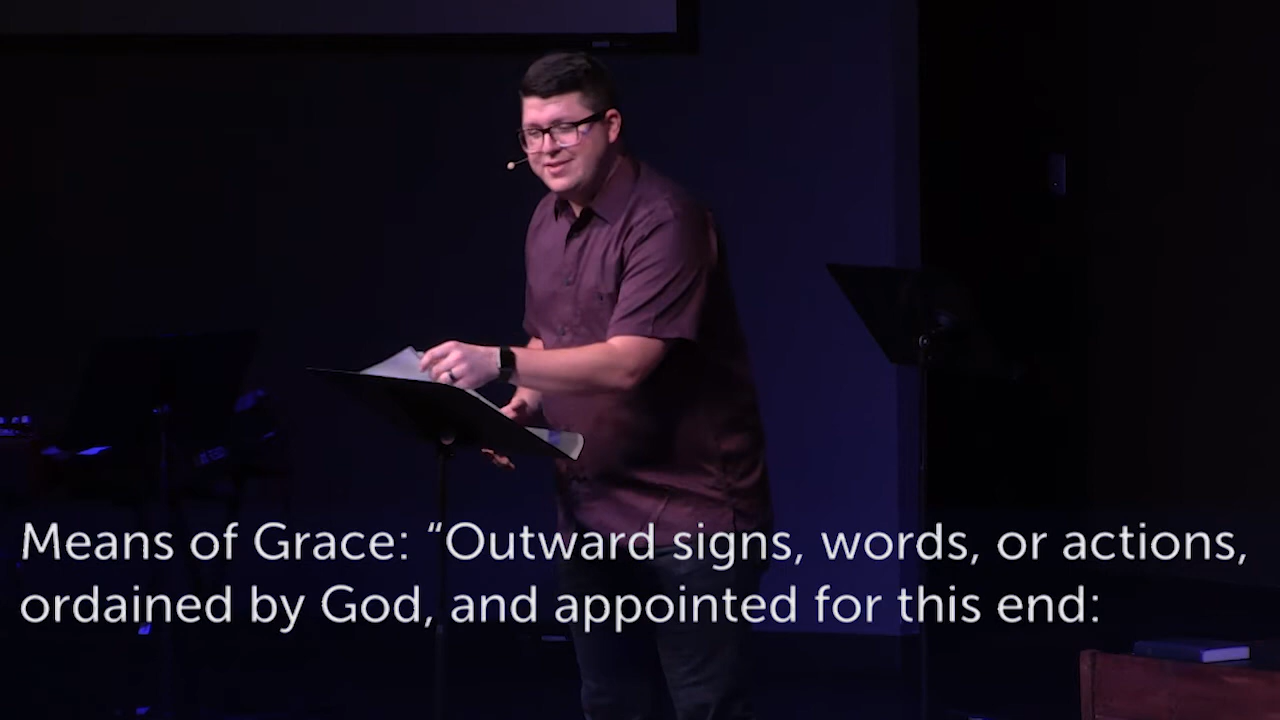 Means of Grace: “Outward signs, words, or actions,
ordained by God, and appointed for this end: